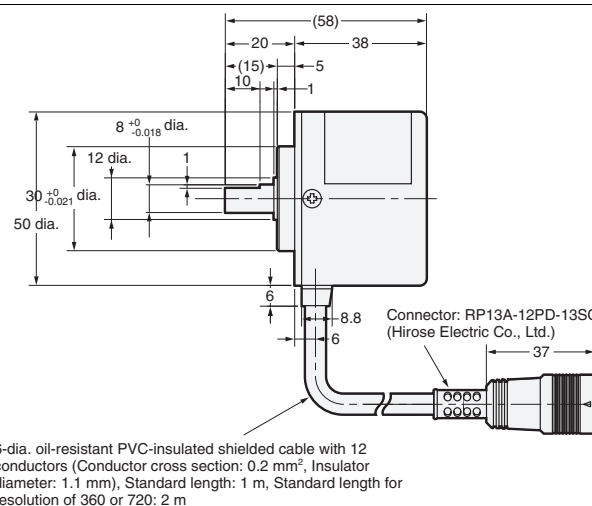 (58)
20
38
(15)
5
10
1
8 +0 -0.018 dia.
12 dia.
1
30 +0 -0.021 dia.
50 dia.
6
8.8
6
Connector: RP13A-12PD-13SC
(Hirose Electric Co., Ltd.)
37
6-dia. oil-resistant PVC-insulated shielded cable with 12
conductors (Conductor cross section: 0.2 mm², Insulator
diameter: 1.1 mm), Standard length: 1 m, Standard length for
resolution of 360 or 720: 2 m